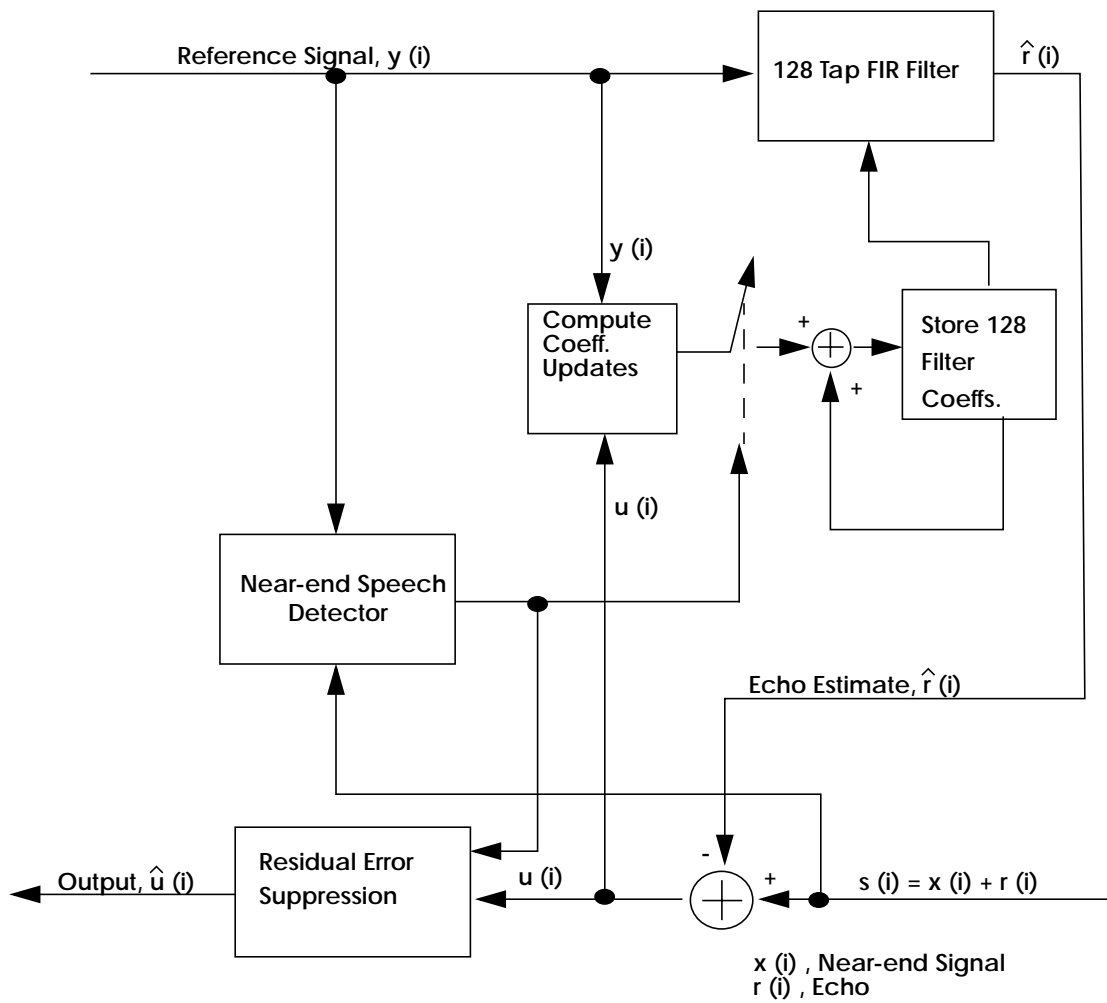 Reference Signal, y (i)
128 Tap FIR Filter
r̂ (i)
y (i)
Compute
Coeff.
Updates
+
+
Store 128
Filter
Coeffs.
u (i)
Near-end Speech
Detector
Echo Estimate, r̂ (i)
Residual Error
Suppression
Output, û (i)
u (i)
-
+
s (i) = x (i) + r (i)
x (i) , Near-end Signal
r (i) , Echo